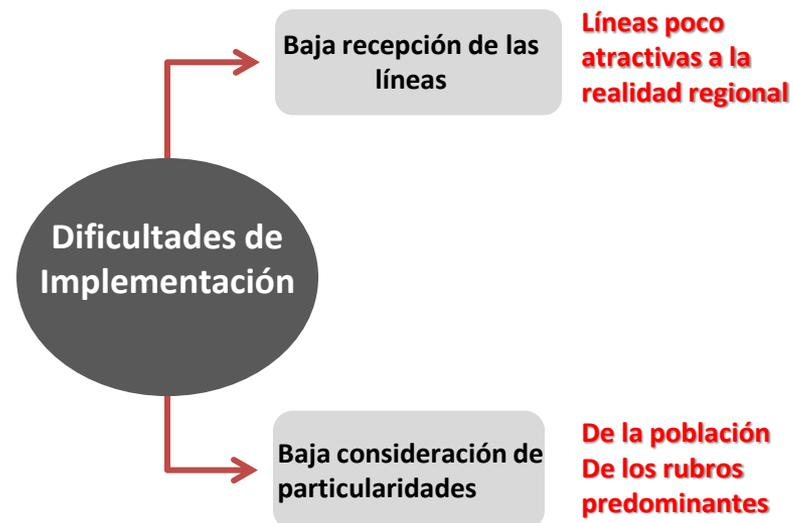 Baja recepción de las
líneas
Líneas poco
atractivas a la
realidad regional
Dificultades de
Implementación
Baja consideración de
particularidades
De la población
De los rubros
predominantes